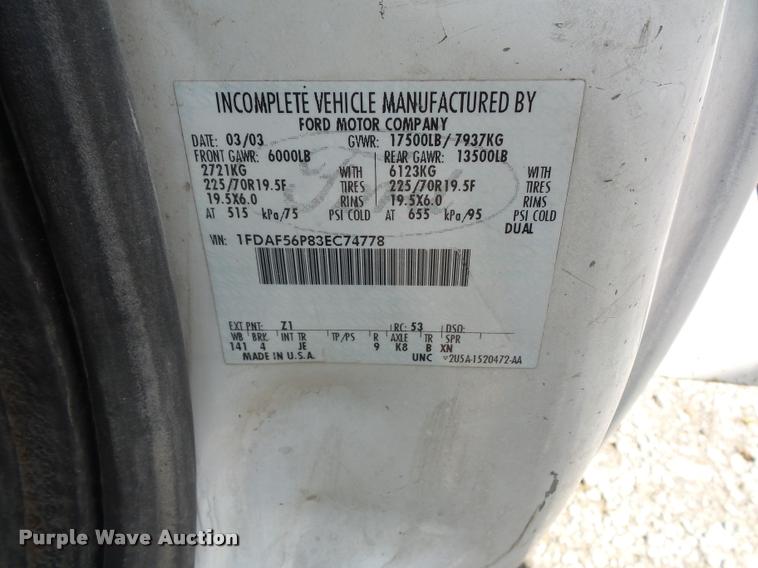 INCOMPLETE VEHICLE MANUFACTURED BY
FORD MOTOR COMPANY
DATE: 03/03 GVWR: 17500LB/ 7937KG
FRONT GAWR: 6000LB REAR GAWR: 13500LB
2721KG WITH 6123KG WITH
225/70R19.5F TIRES 225/70R19.5F TIRES
19.5X6.0 RIMS 19.5X6.0 RIMS
AT 515 kPa/75 PSI COLD AT 655 kPa/95 PSI COLD
DUAL
VIN: 1FDAF56P83EC74778
Ford
EXT PNT: Z1 RC: 53 DSO:
WB BRK INT TR TP/PS R AXLE TR SPR
141 4 JE 9 K8 B XN
MADE IN U.S.A. UNC 2U5A-1520472-AA
Purple Wave Auction